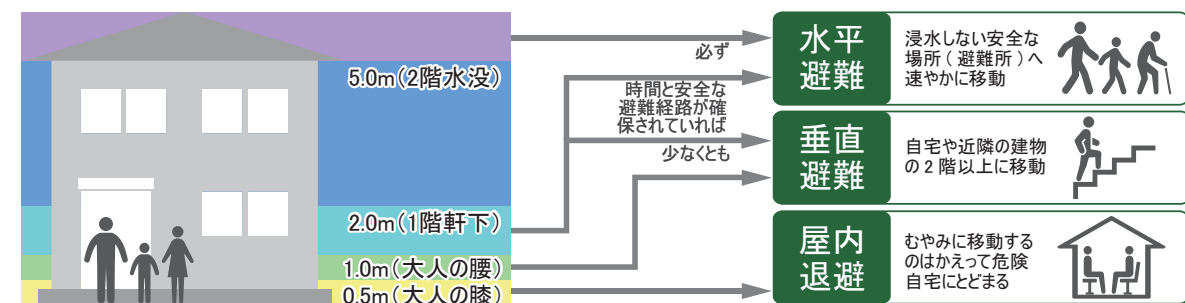 5.0m(2階水没)
2.0m(1階軒下)
1.0m(大人の腰)
0.5m(大人の膝)
必ず
時間と安全な
避難経路が確
保されていれば
少なくとも
水平
避難
浸水しない安全な
場所(避難所)へ
速やかに移動
垂直
避難
自宅や近隣の建物
の2階以上に移動
屋内
退避
むやみに移動する
のはかえって危険
自宅にとどまる